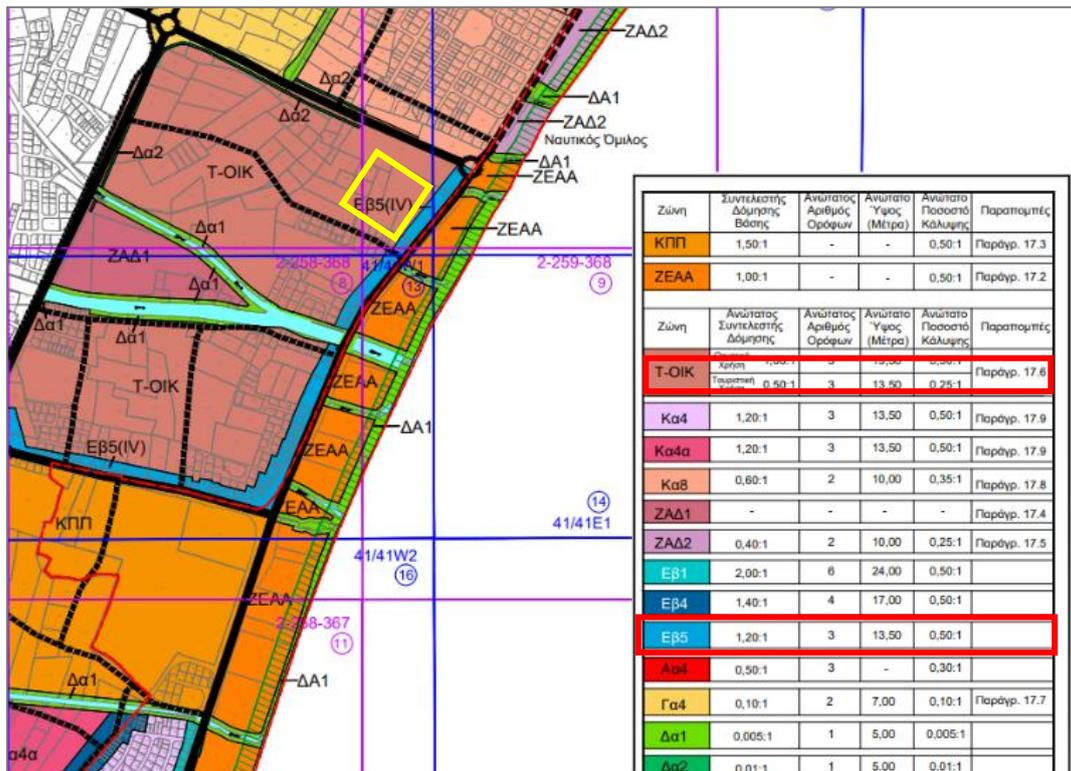 ΖΑΔ2
Δα2
ΔΑ1
Δα2
ΖΑΔ2
Ναυτικός Όμιλος
Δα2
ΔΑ1
Τ-ΟΙΚ
ΖΕΑΑ
Εβ5(IV)
Δα1
ΖΕΑΑ
ΖΑΔ1
2-258-368
8
13
2-259-368
9
Δα1
ΖΕΑΑ
Δα1
Δα1
Τ-ΟΙΚ
ΖΕΑΑ
ΔΑ1
Εβ5(IV)
ΖΕΑΑ
14
41/41E1
ΖΕΑΑ
ΚΠΠ
41/41W2
16
ΖΕΑΑ
2-258-367
11
Δα1
ΔΑ1
α4α
Ζώνη Συντελεστής Δόμησης Βάσης Ανώτατος Αριθμός Ορόφων Ανώτατο Ύψος (Μέτρα) Ανώτατο Ποσοστό Κάλυψης Παραπομπές
ΚΠΠ 1,50:1 - - 0,50:1 Παράγρ. 17.3
ΖΕΑΑ 1,00:1 - - 0,50:1 Παράγρ. 17.2
Ζώνη Ανώτατος Συντελεστής Δόμησης Ανώτατος Αριθμός Ορόφων Ανώτατο Ύψος (Μέτρα) Ανώτατο Ποσοστό Κάλυψης Παραπομπές
Τ-ΟΙΚ Χρήση Παράγρ. 17.6
Τουριστική 0,50:1 3 13,50 0,25:1
Κα4 1,20:1 3 13,50 0,50:1 Παράγρ. 17.9
Κα4α 1,20:1 3 13,50 0,50:1 Παράγρ. 17.9
Κα8 0,60:1 2 10,00 0,35:1 Παράγρ. 17.8
ΖΑΔ1 - - - - Παράγρ. 17.4
ΖΑΔ2 0,40:1 2 10,00 0,25:1 Παράγρ. 17.5
Εβ1 2,00:1 6 24,00 0,50:1
Εβ4 1,40:1 4 17,00 0,50:1
Εβ5 1,20:1 3 13,50 0,50:1
Αα4 0,50:1 3 - 0,30:1
Γα4 0,10:1 2 7,00 0,10:1 Παράγρ. 17.7
Δα1 0,005:1 1 5,00 0,005:1
Δα2 0,01:1 1 5,00 0,01:1